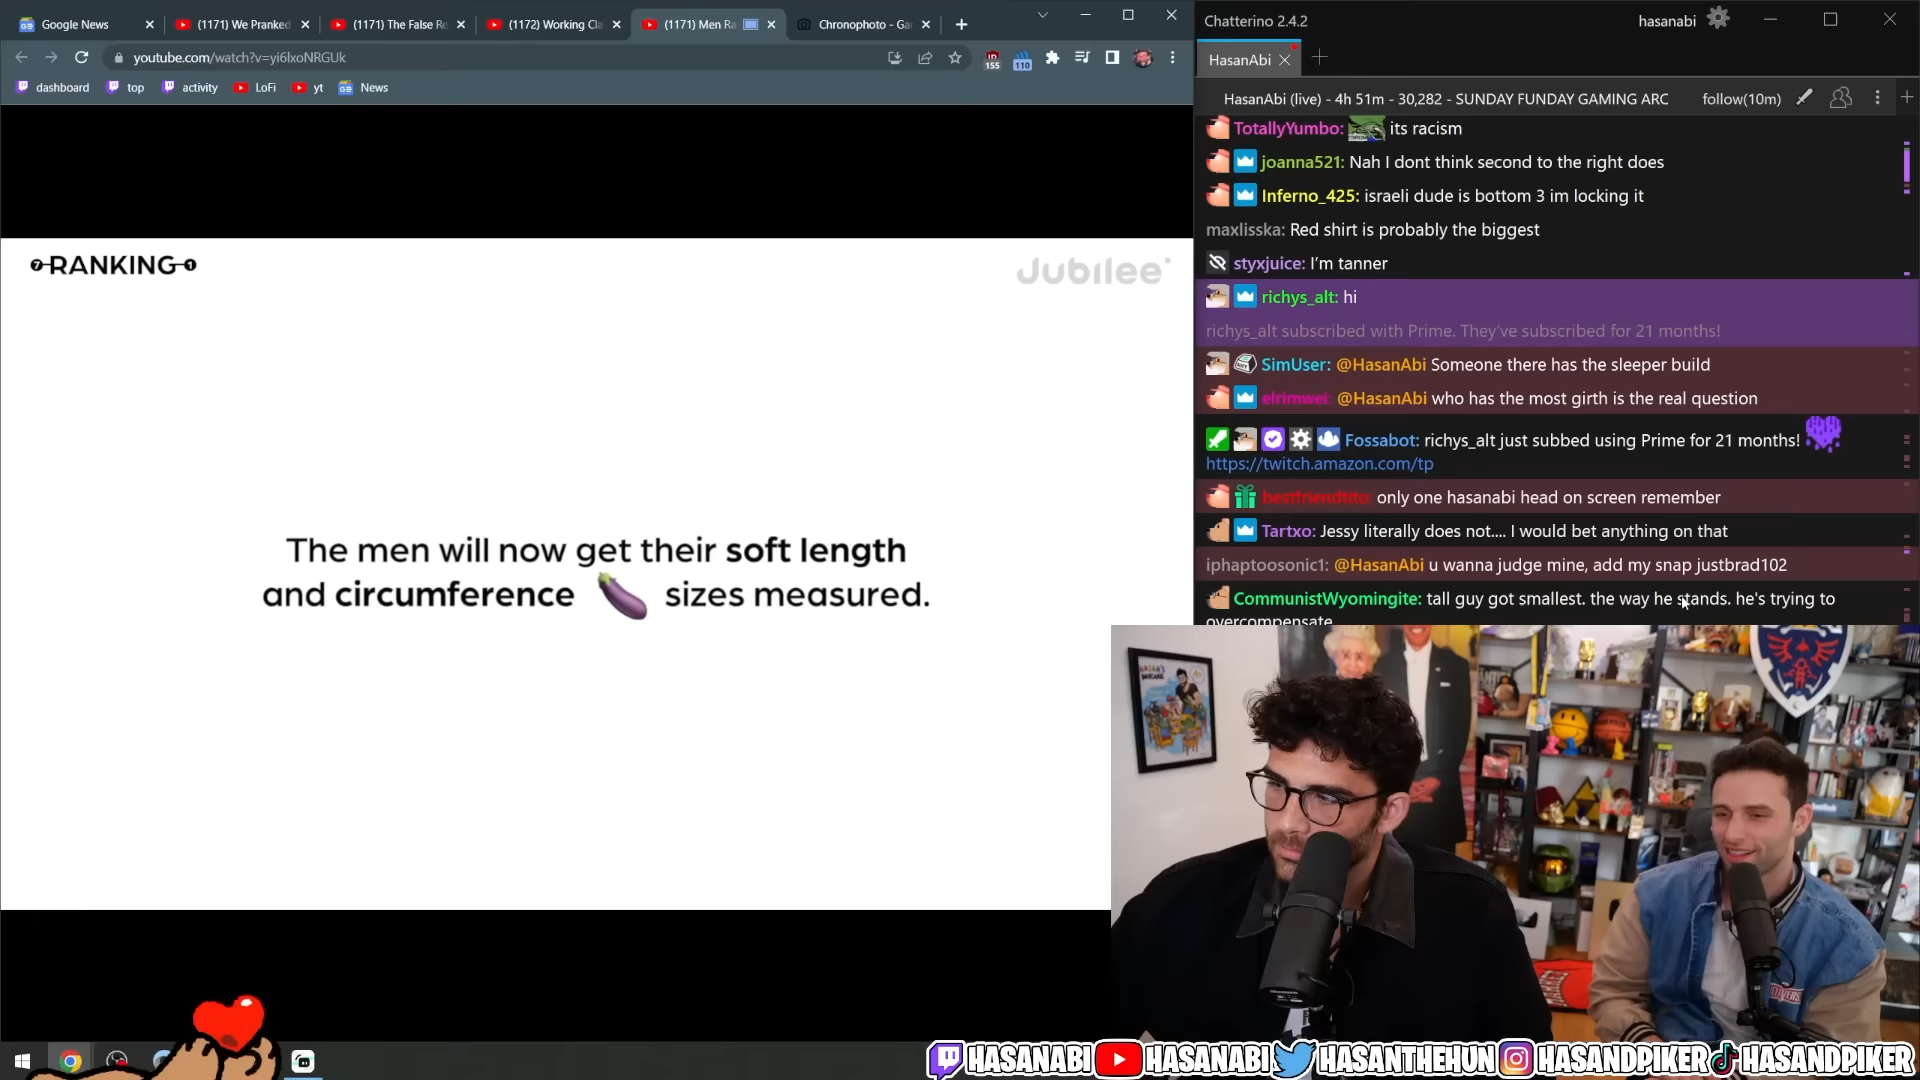 Google News
(1171) We Pranked
(1171) The False Re
(1172) Working Cla
(1171) Men Ra
Chronophoto - Ga
youtube.com/watch?v=yi6lxoNRGUk
155
110
dashboard
top
activity
LoFi
yt
News
RANKING
Jubilee
The men will now get their soft length
and circumference 🍆 sizes measured.
Chatterino 2.4.2
hasanabi
HasanAbi
HasanAbi (live) - 4h 51m - 30,282 - SUNDAY FUNDAY GAMING ARC
follow(10m)
TotallyYumbo: its racism
joanna521: Nah I dont think second to the right does
Inferno_425: israeli dude is bottom 3 im locking it
maxlisska: Red shirt is probably the biggest
styxjuice: I'm tanner
richys_alt: hi
richys_alt subscribed with Prime. They've subscribed for 21 months!
SimUser: @HasanAbi Someone there has the sleeper build
elrimwei: @HasanAbi who has the most girth is the real question
Fossabot: richys_alt just subbed using Prime for 21 months!
https://twitch.amazon.com/tp
bestfriendtito: only one hasanabi head on screen remember
Tartxo: Jessy literally does not.... I would bet anything on that
iphaptoosonic1: @HasanAbi u wanna judge mine, add my snap justbrad102
CommunistWyomingite: tall guy got smallest. the way he stands. he's trying to
overcompensate
HASANABI HASANABI HASANTHEHUN HASANDPIKER HASANDPIKER